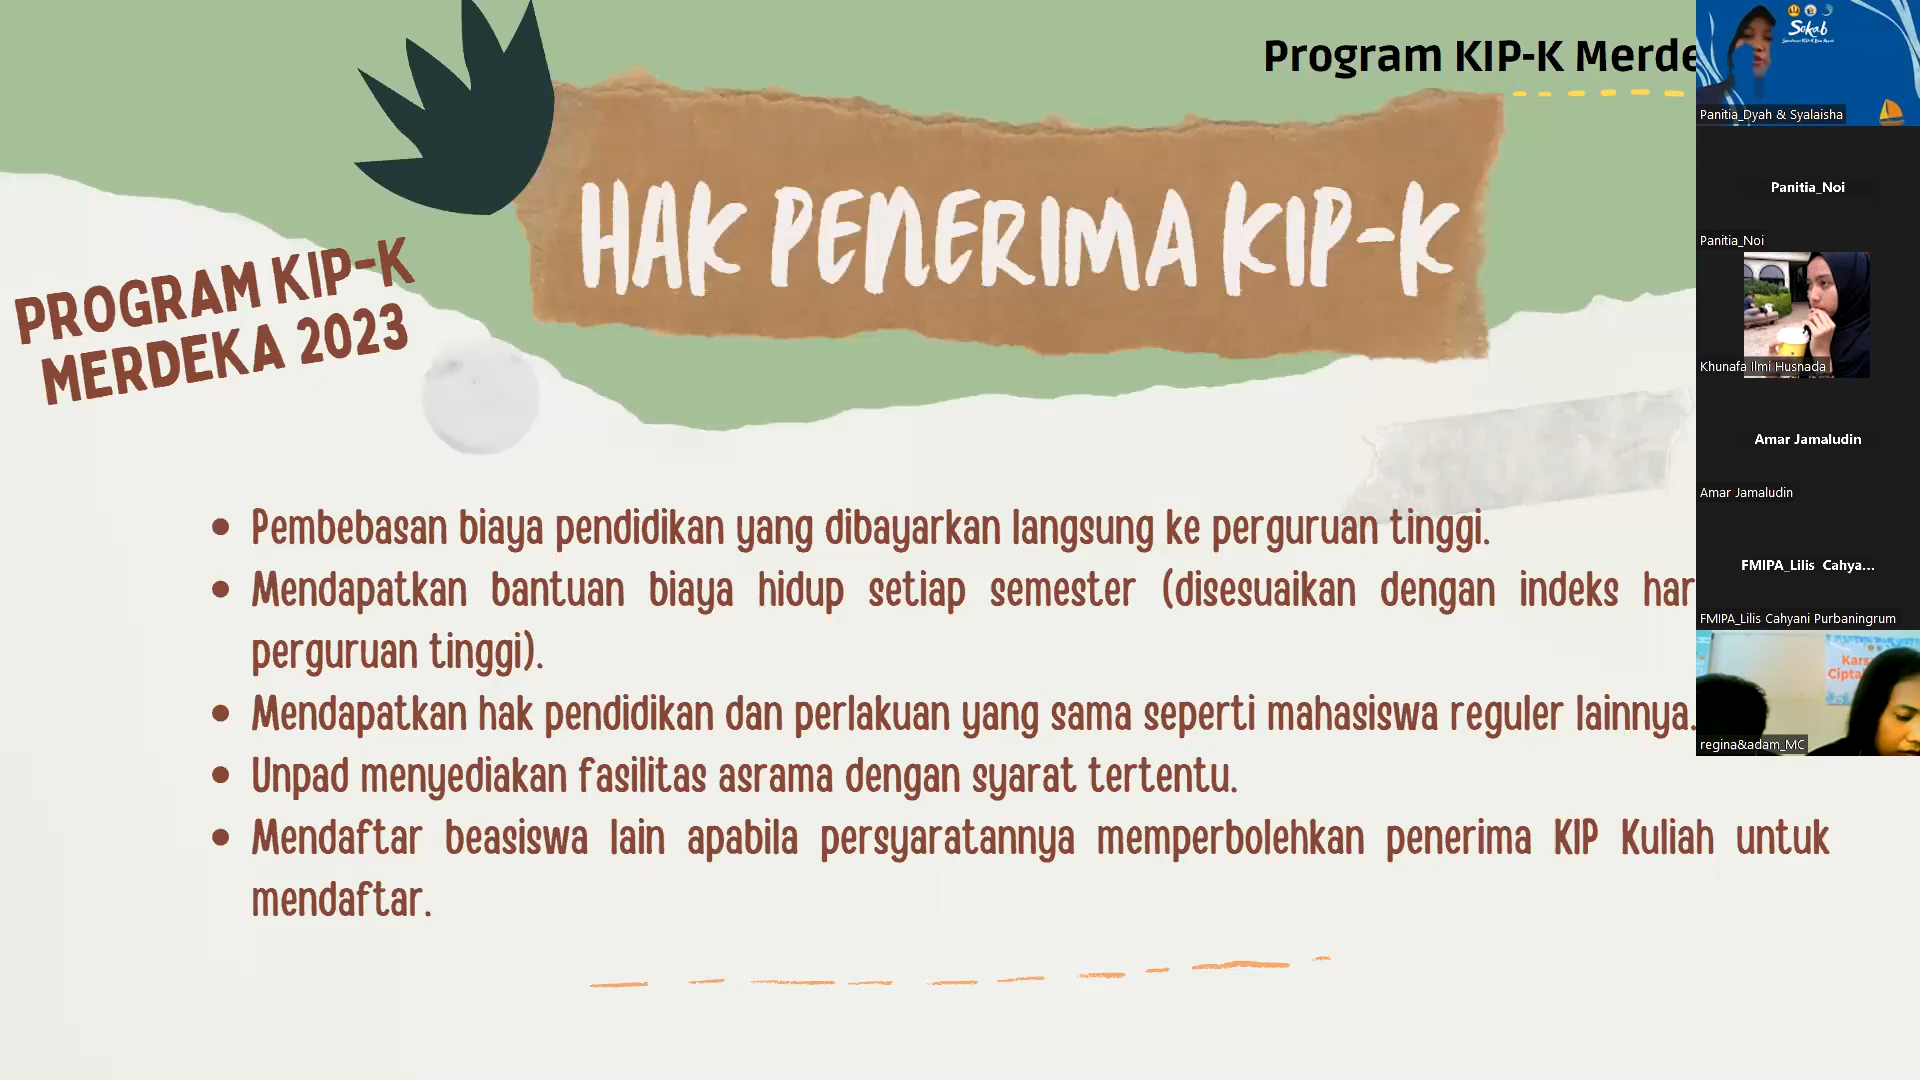 Program KIP-K Merde
HAK PENERIMA KIP-K
PROGRAM KIP-K
MERDEKA 2023
Pembebasan biaya pendidikan yang dibayarkan langsung ke perguruan tinggi.
Mendapatkan bantuan biaya hidup setiap semester (disesuaikan dengan indeks har
perguruan tinggi).
Mendapatkan hak pendidikan dan perlakuan yang sama seperti mahasiswa reguler lainnya.
Unpad menyediakan fasilitas asrama dengan syarat tertentu.
Mendaftar beasiswa lain apabila persyaratannya memperbolehkan penerima KIP Kuliah untuk
mendaftar.
Sokab
Panitia_Dyah & Syalaisha
Panitia_Noi
Panitia_Noi
Khunafa Ilmi Husnada
Amar Jamaludin
Amar Jamaludin
FMIPA_Lilis Cahya...
FMIPA_Lilis Cahyani Purbaningrum
Kars
Cipta
regina&adam_MC